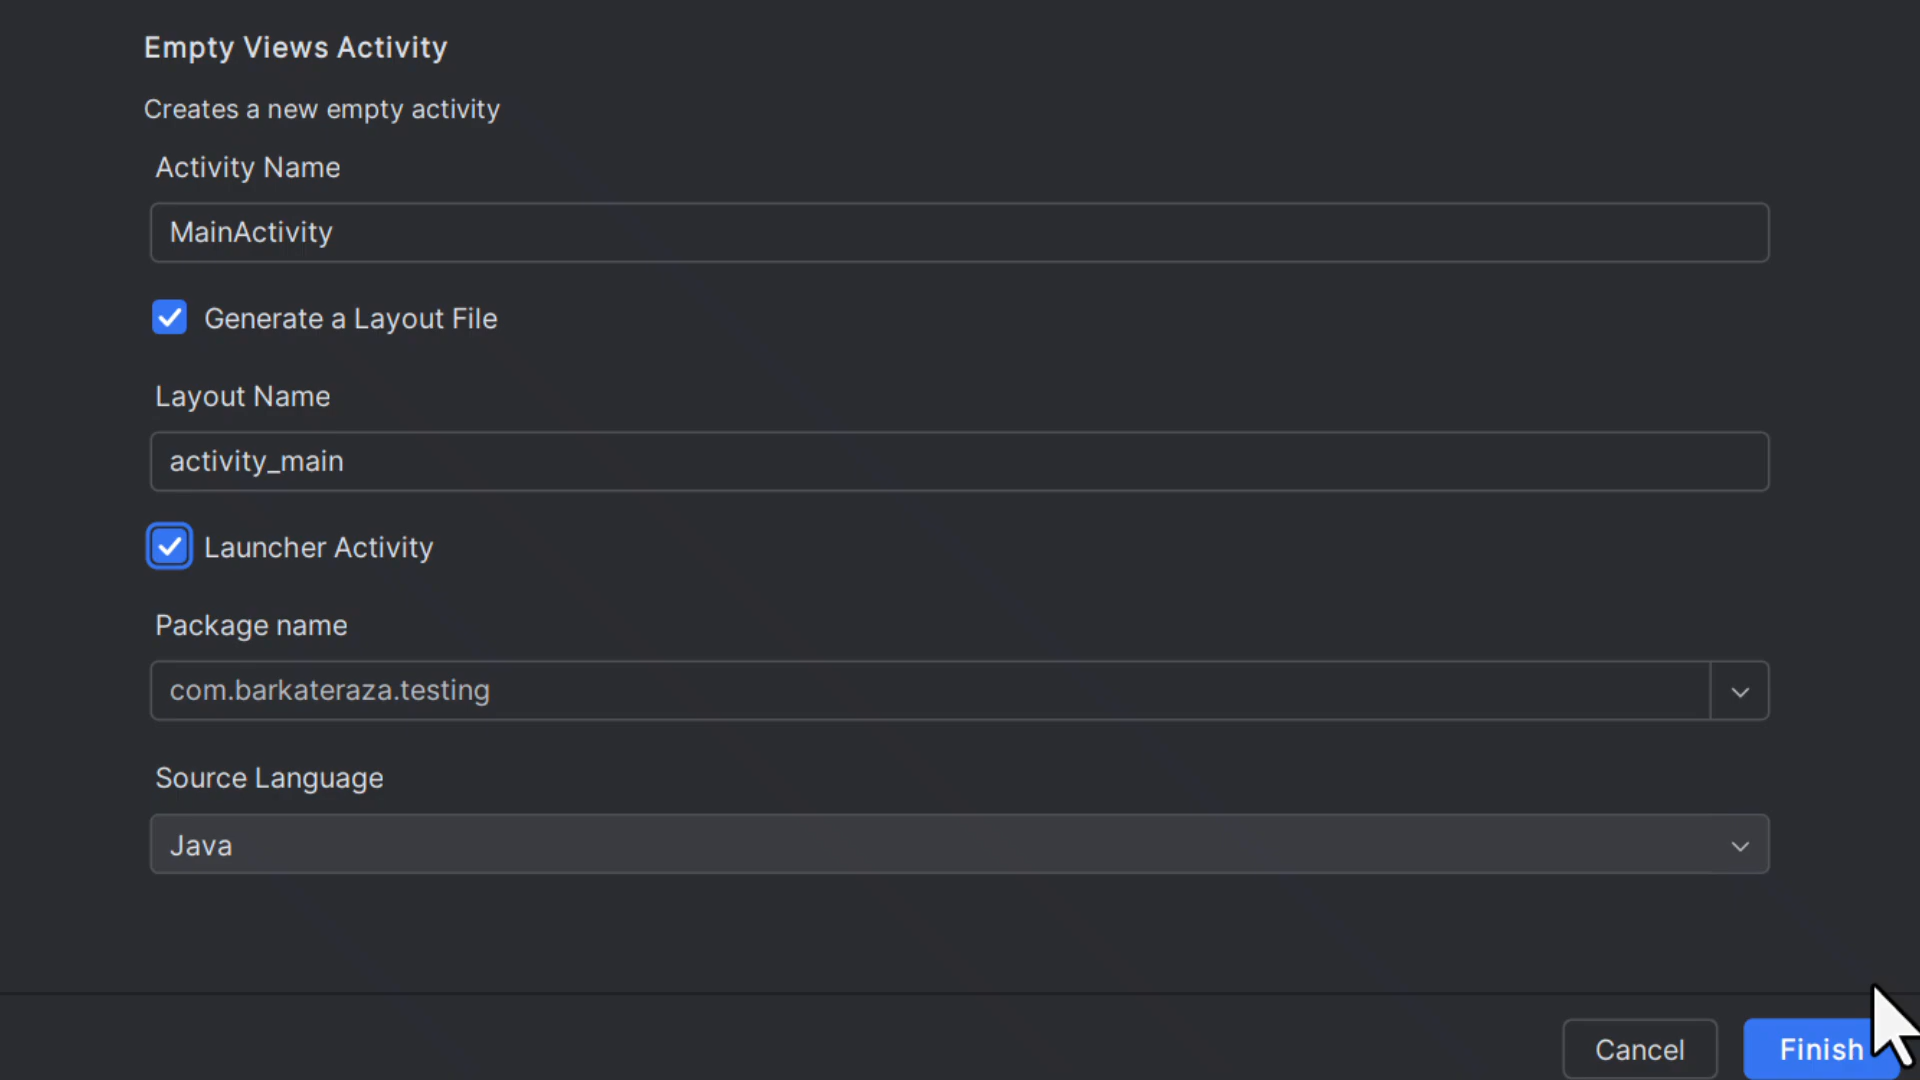 Empty Views Activity
Creates a new empty activity
Activity Name
MainActivity
Generate a Layout File
Layout Name
activity_main
Launcher Activity
Package name
com.barkateraza.testing
Source Language
Java
Cancel
Finish